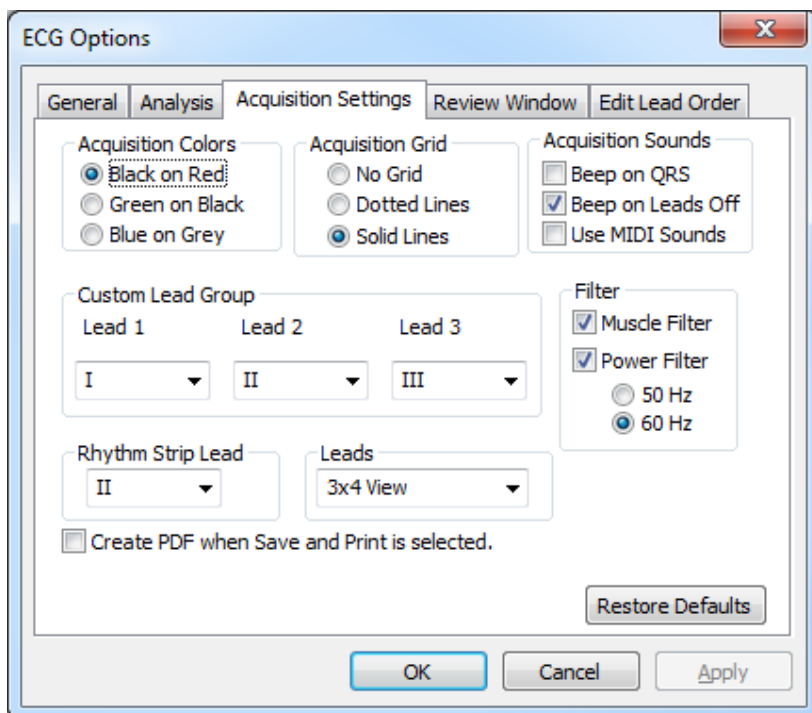 ECG Options
General Analysis Acquisition Settings Review Window Edit Lead Order
Acquisition Colors
Black on Red
Green on Black
Blue on Grey
Acquisition Grid
No Grid
Dotted Lines
Solid Lines
Acquisition Sounds
Beep on QRS
Beep on Leads Off
Use MIDI Sounds
Custom Lead Group
Lead 1 Lead 2 Lead 3
I II III
Filter
Muscle Filter
Power Filter
50 Hz
60 Hz
Rhythm Strip Lead
II
Leads
3x4 View
Create PDF when Save and Print is selected.
Restore Defaults
OK Cancel Apply